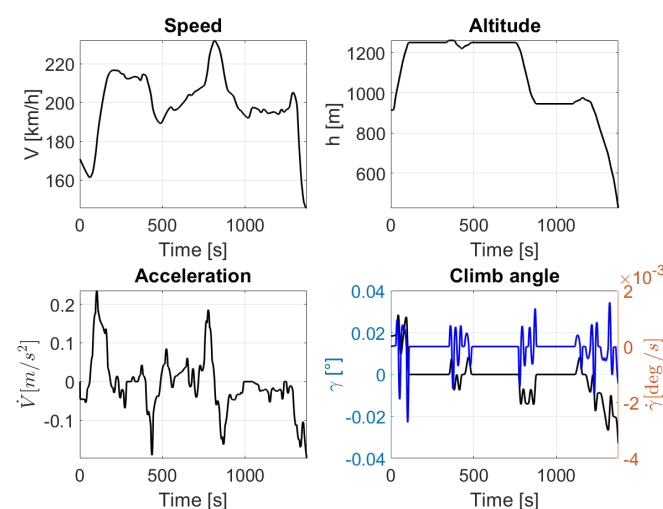 Speed
V [km/h]
220
200
180
160
0
500
1000
Time [s]
Altitude
h [m]
1200
1000
800
600
0
500
1000
Time [s]
Acceleration
V̇ [m/s²]
0.2
0.1
0
-0.1
0
500
1000
Time [s]
Climb angle
γ [°]
0.04
0.02
0
-0.02
-0.04
0
500
1000
Time [s]
×10⁻³
2
0
-2
-4
γ̇ [deg /s]